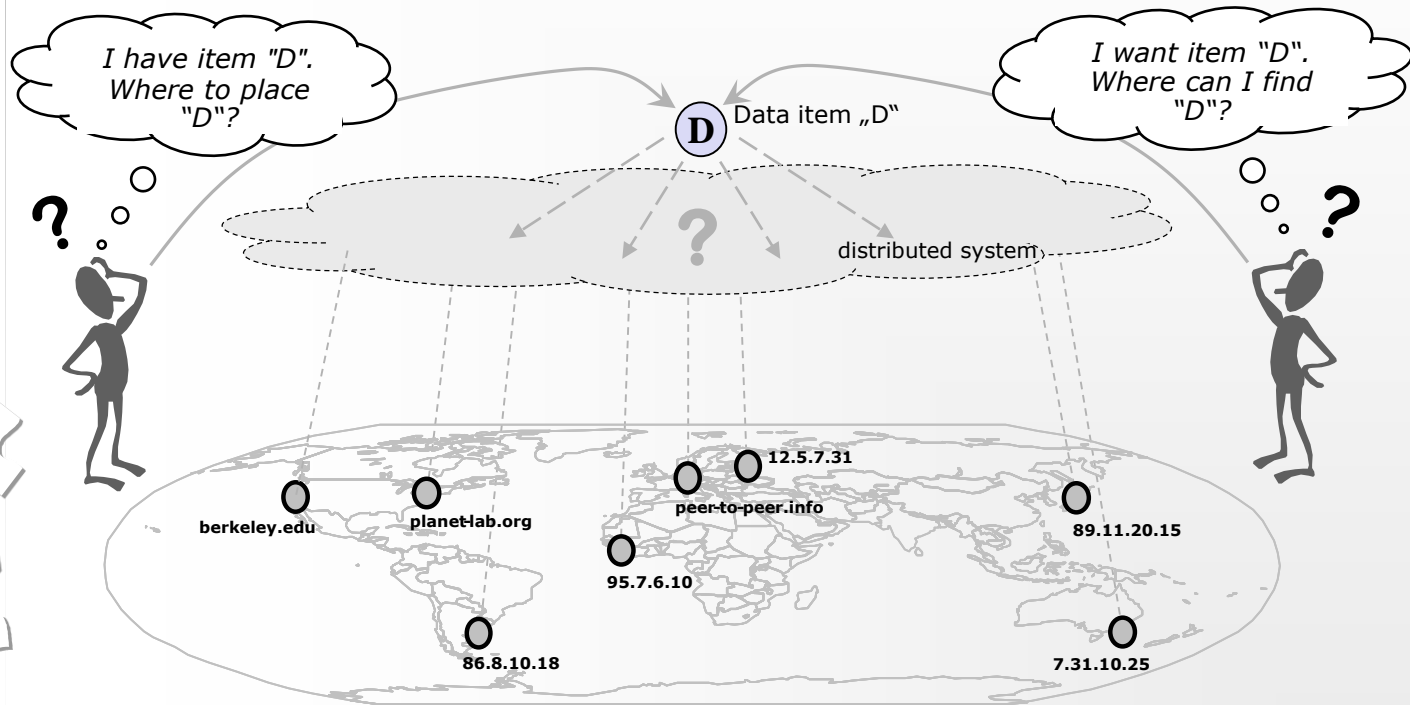 I have item "D".
Where to place
"D"?
I want item "D".
Where can I find
"D"?
D
Data item „D“
?
?
?
distributed system
berkeley.edu
planet-lab.org
12.5.7.31
peer-to-peer.info
89.11.20.15
95.7.6.10
86.8.10.18
7.31.10.25